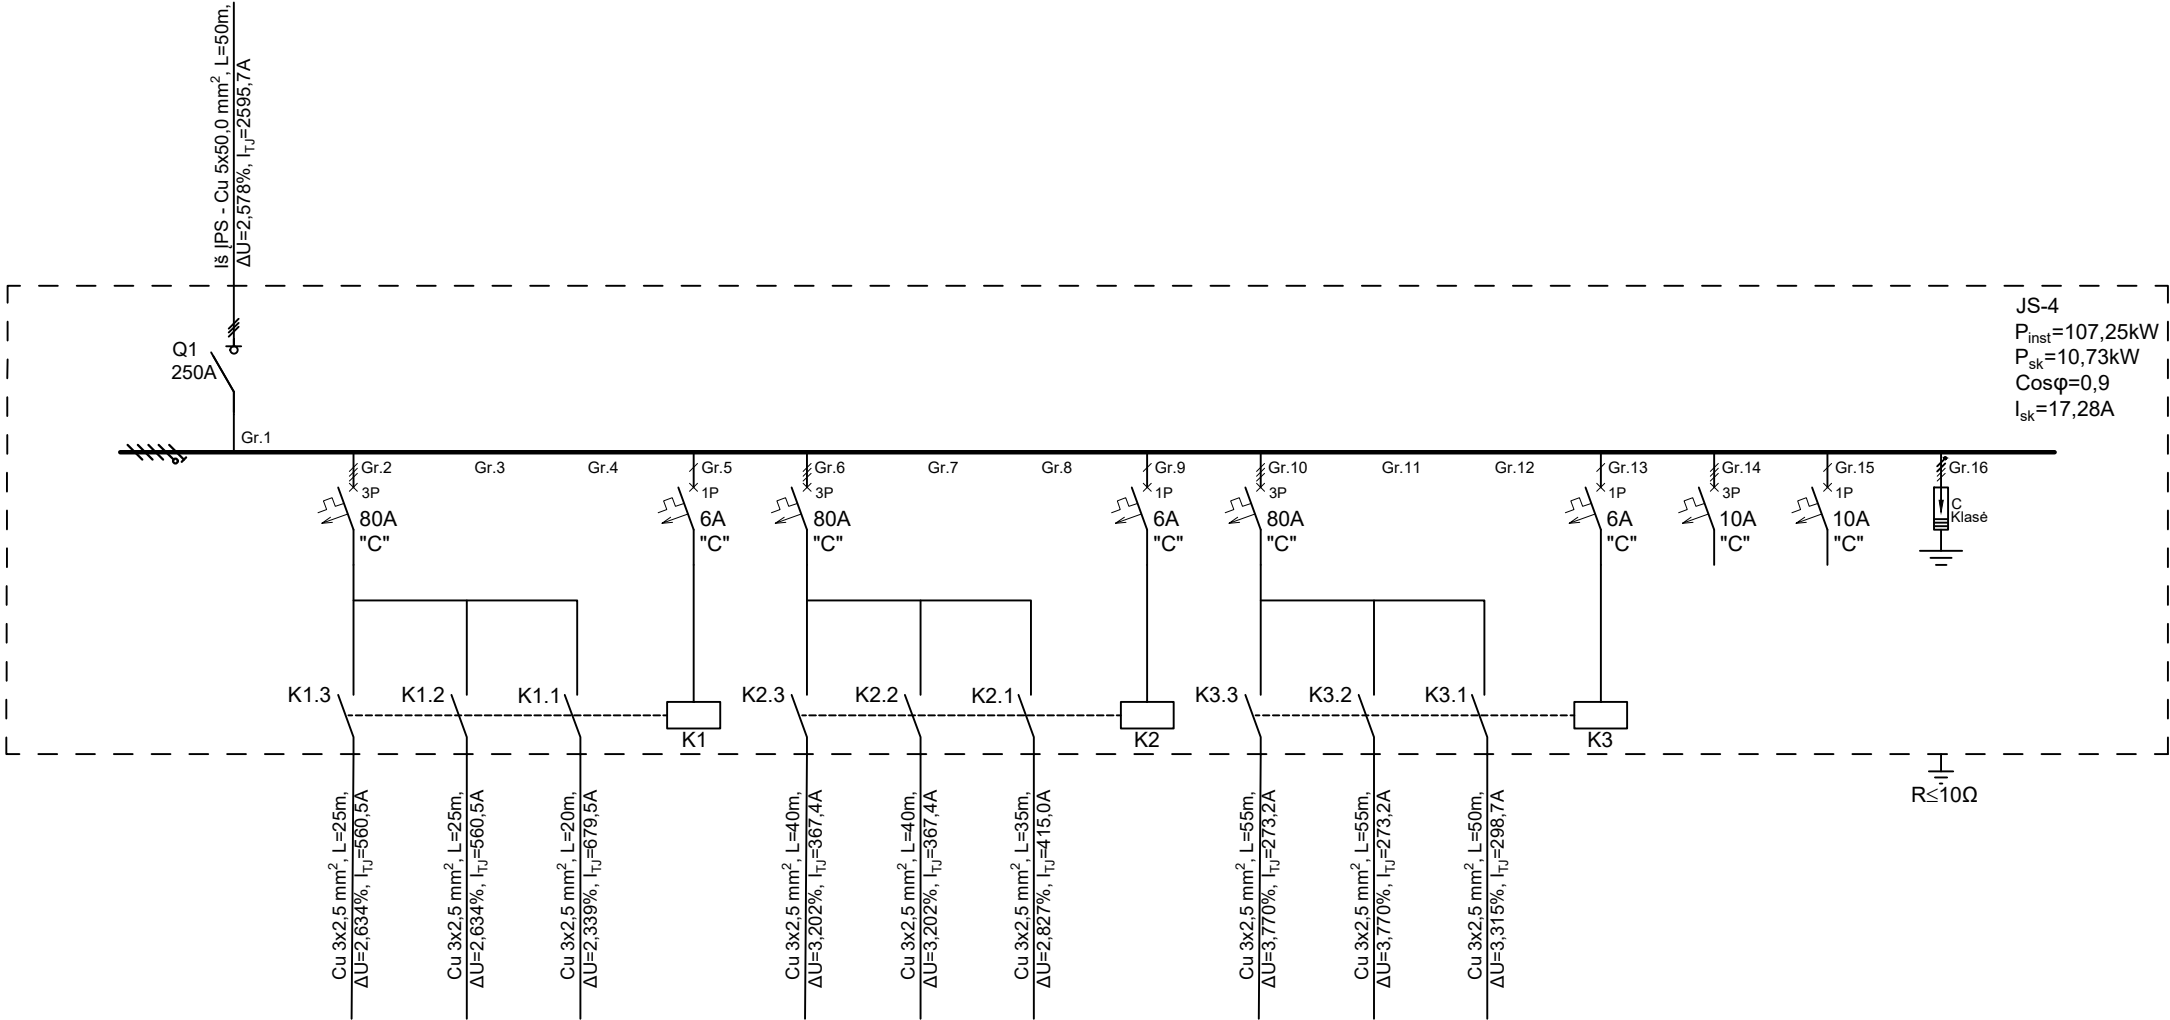 Iš ĮPS - Cu 5x50,0 mm², L=50m,
ΔU=2,578%, I_TJ=2595,7A
JS-4
P_inst=107,25kW
P_sk=10,73kW
Cosφ=0,9
I_sk=17,28A
Q1
250A
Gr.1
Gr.2
Gr.3
Gr.4
Gr.5
Gr.6
Gr.7
Gr.8
Gr.9
Gr.10
Gr.11
Gr.12
Gr.13
Gr.14
Gr.15
Gr.16
3P
80A
"C"
1P
6A
"C"
3P
80A
"C"
1P
6A
"C"
3P
80A
"C"
1P
6A
"C"
3P
10A
"C"
1P
10A
"C"
C
Klasė
K1.3
K1.2
K1.1
K1
K2.3
K2.2
K2.1
K2
K3.3
K3.2
K3.1
K3
R≤10Ω
Cu 3x2,5 mm², L=25m,
ΔU=2,634%, I_TJ=560,5A
Cu 3x2,5 mm², L=25m,
ΔU=2,634%, I_TJ=560,5A
Cu 3x2,5 mm², L=20m,
ΔU=2,339%, I_TJ=679,5A
Cu 3x2,5 mm², L=40m,
ΔU=3,202%, I_TJ=367,4A
Cu 3x2,5 mm², L=40m,
ΔU=3,202%, I_TJ=367,4A
Cu 3x2,5 mm², L=35m,
ΔU=2,827%, I_TJ=415,0A
Cu 3x2,5 mm², L=55m,
ΔU=3,770%, I_TJ=273,2A
Cu 3x2,5 mm², L=55m,
ΔU=3,770%, I_TJ=273,2A
Cu 3x2,5 mm², L=50m,
ΔU=3,315%, I_TJ=298,7A